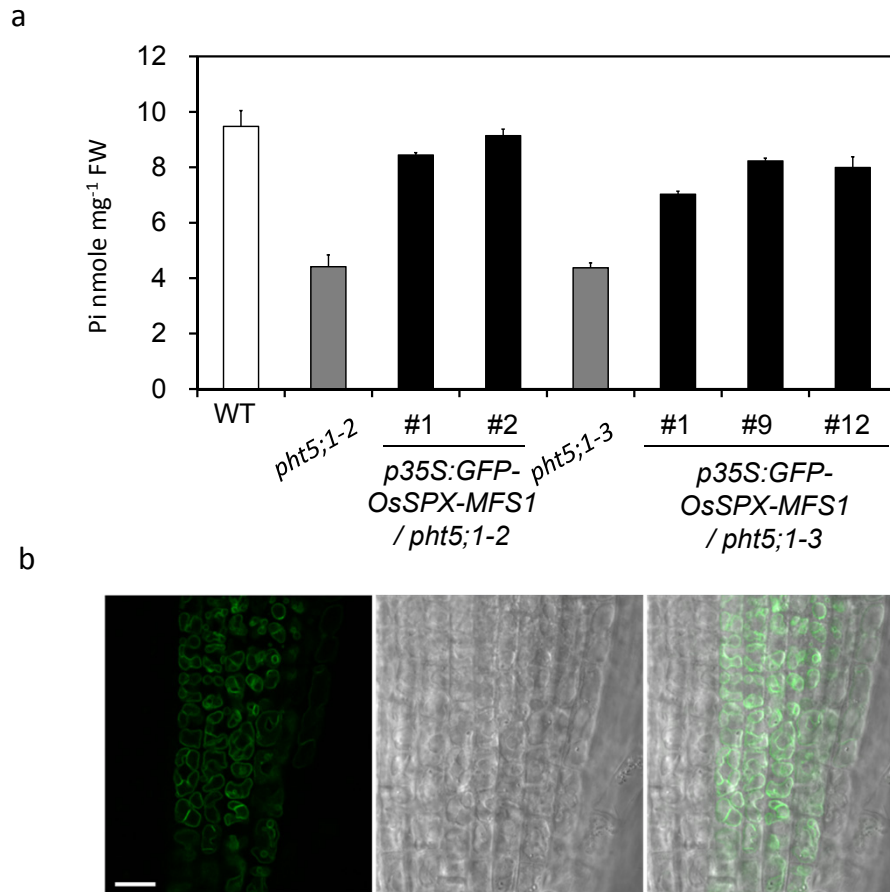 a
12
10
8
6
4
2
0
Pi nmole mg⁻¹ FW
WT
pht5;1-2
#1
#2
pht5;1-3
#1
#9
#12
p35S:GFP-
OsSPX-MFS1
/ pht5;1-2
p35S:GFP-
OsSPX-MFS1
/ pht5;1-3
b